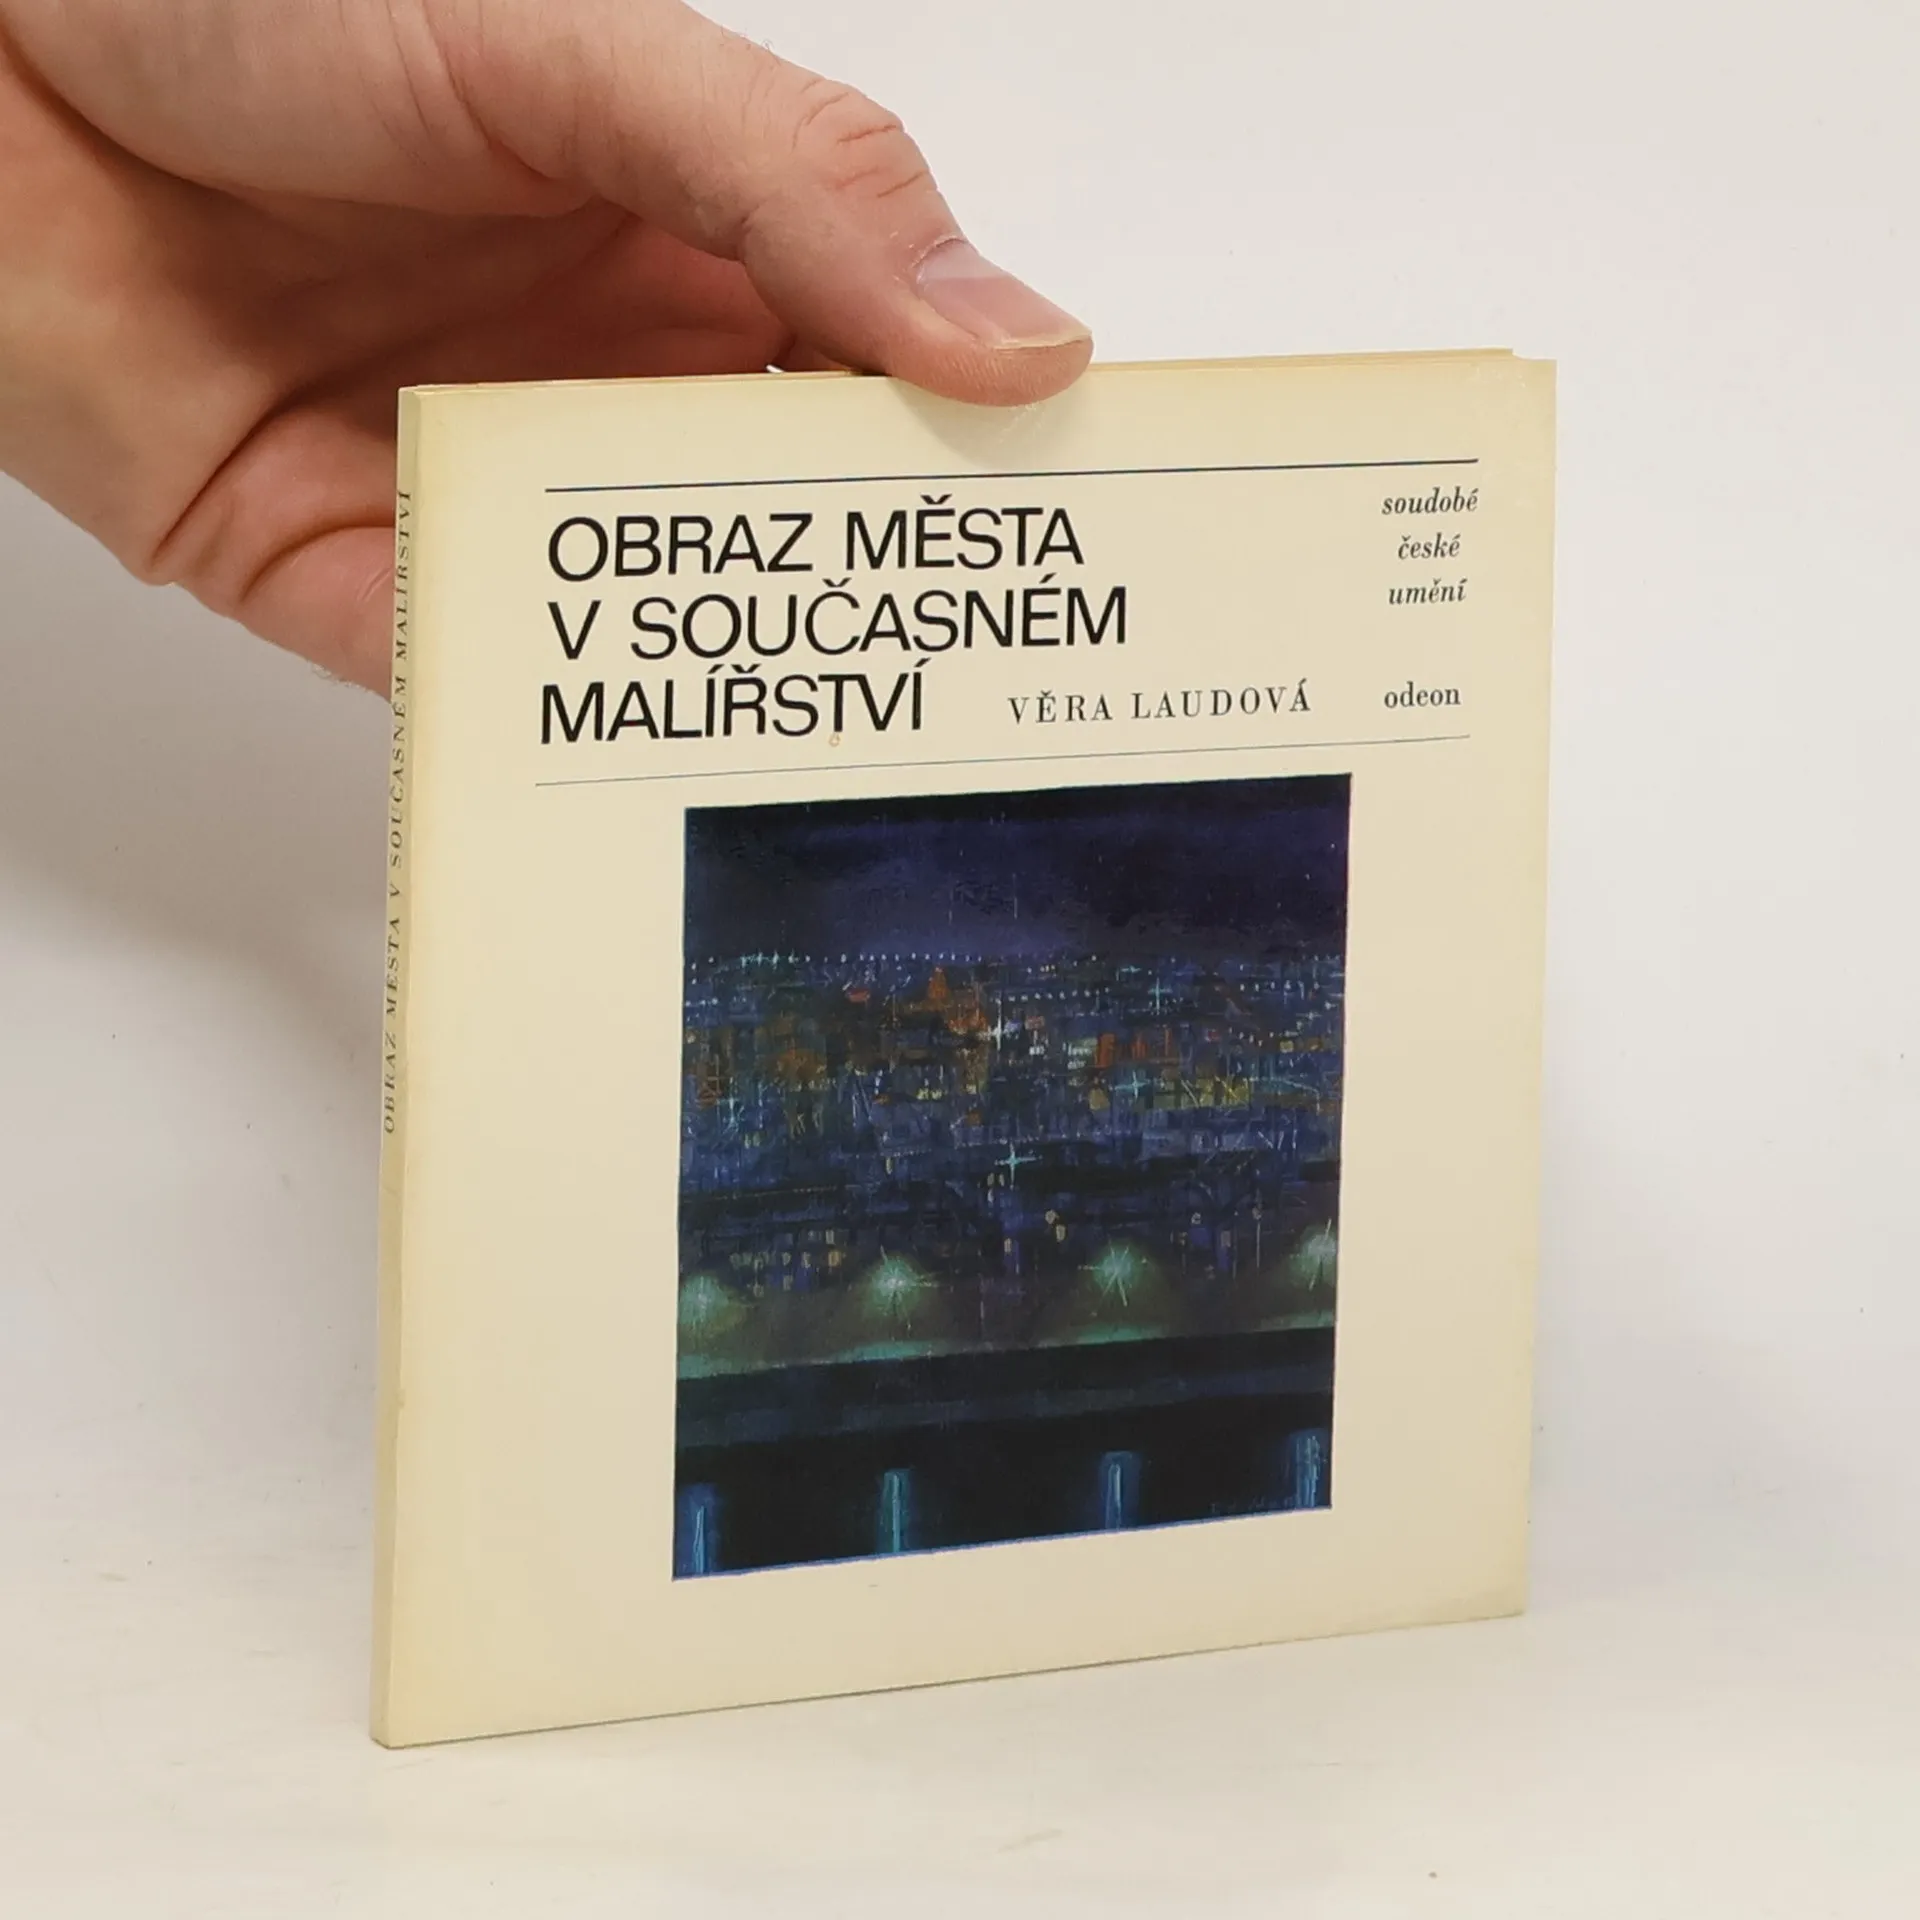 OBRAZ MĚSTA
V SOUČASNÉM
MALÍŘSTVÍ
VĚRA LAUDOVÁ
soudobé
české
umění
odeon
OBRAZ MĚSTA V SOUČASNÉM MALÍŘSTVÍ